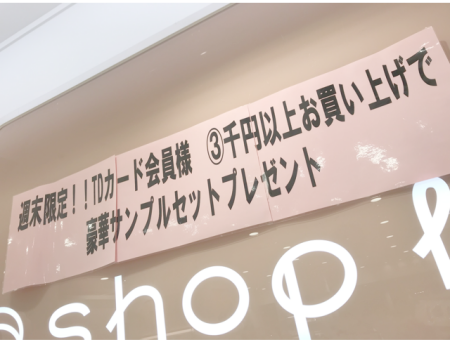 週末限定！！TDカード会員様 ③千円以上お買い上げで
豪華サンプルセットプレゼント
@shop